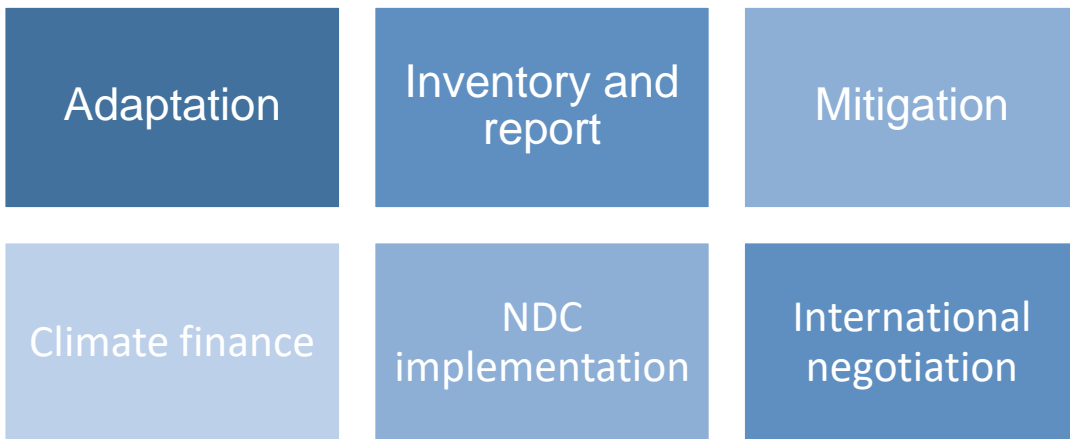 Adaptation
Inventory and
report
Mitigation
Climate finance
NDC
implementation
International
negotiation